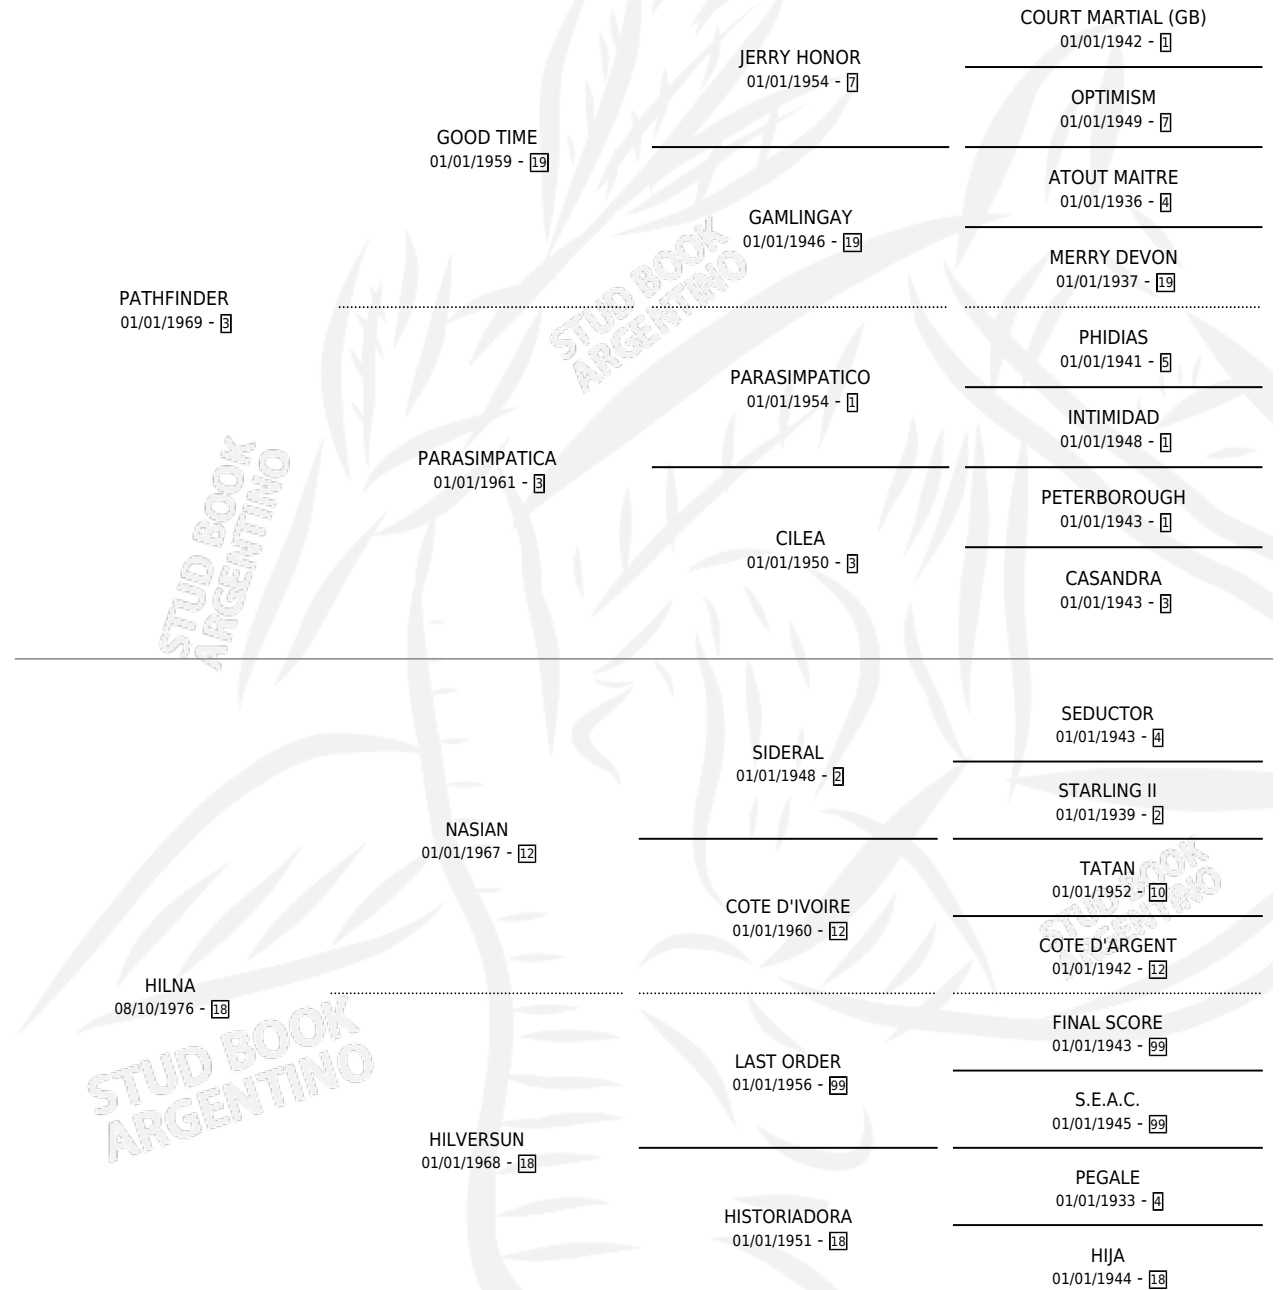 COURT MARTIAL (GB)
01/01/1942 - 1
JERRY HONOR
01/01/1954 - 7
OPTIMISM
01/01/1949 - 7
GOOD TIME
01/01/1959 - 19
ATOUT MAITRE
01/01/1936 - 4
GAMLINGAY
01/01/1946 - 19
MERRY DEVON
01/01/1937 - 19
PATHFINDER
01/01/1969 - 3
STUD BOOK
ARGENTINO
PHIDIAS
01/01/1941 - 5
PARASIMPATICO
01/01/1954 - 1
INTIMIDAD
01/01/1948 - 1
PARASIMPATICA
01/01/1961 - 3
PETERBOROUGH
01/01/1943 - 1
CILEA
01/01/1950 - 3
CASANDRA
01/01/1943 - 3
STUD BOOK
ARGENTINO
SEDUCTOR
01/01/1943 - 4
SIDERAL
01/01/1948 - 2
STARLING II
01/01/1939 - 2
NASIAN
01/01/1967 - 12
TATAN
01/01/1952 - 10
COTE D'IVOIRE
01/01/1960 - 12
STUD BOOK
ARGENTINO
COTE D'ARGENT
01/01/1942 - 12
HILNA
08/10/1976 - 18
FINAL SCORE
01/01/1943 - 99
LAST ORDER
01/01/1956 - 99
STUD BOOK
ARGENTINO
S.E.A.C.
01/01/1945 - 99
HILVERSUN
01/01/1968 - 18
PEGALE
01/01/1933 - 4
HISTORIADORA
01/01/1951 - 18
HIJA
01/01/1944 - 18